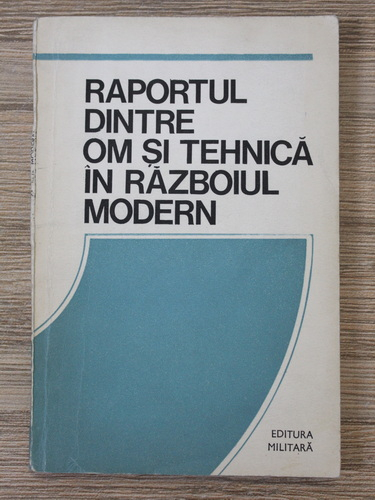 RAPORTUL
DINTRE
OM ȘI TEHNICĂ
ÎN RĂZBOIUL
MODERN
EDITURA
MILITARĂ